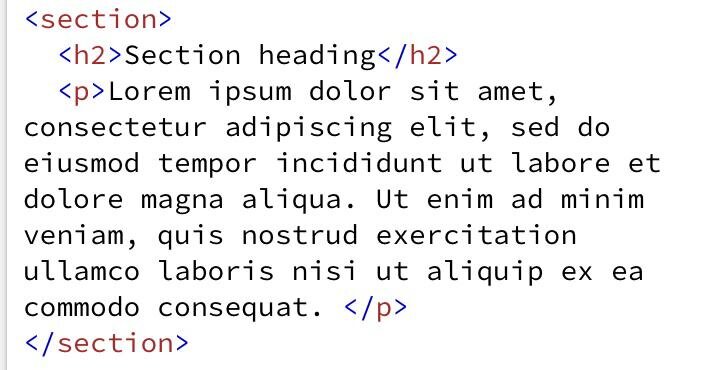 <section>
  <h2>Section heading</h2>
  <p>Lorem ipsum dolor sit amet,
consectetur adipiscing elit, sed do
eiusmod tempor incididunt ut labore et
dolore magna aliqua. Ut enim ad minim
veniam, quis nostrud exercitation
ullamco laboris nisi ut aliquip ex ea
commodo consequat. </p>
</section>